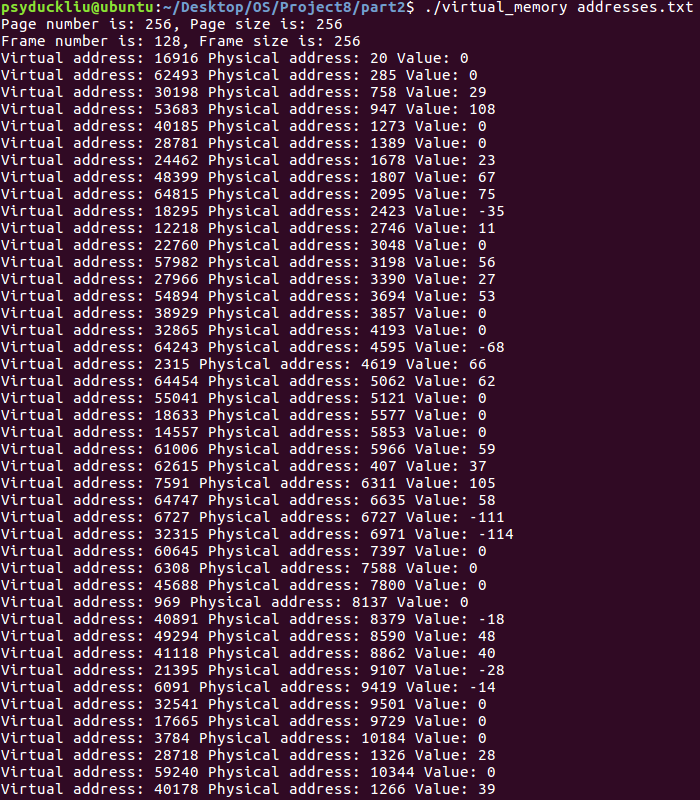 psyduckliu@ubuntu:~/Desktop/OS/Project8/part2$ ./virtual_memory addresses.txt
Page number is: 256, Page size is: 256
Frame number is: 128, Frame size is: 256
Virtual address: 16916 Physical address: 20 Value: 0
Virtual address: 62493 Physical address: 285 Value: 0
Virtual address: 30198 Physical address: 758 Value: 29
Virtual address: 53683 Physical address: 947 Value: 108
Virtual address: 40185 Physical address: 1273 Value: 0
Virtual address: 28781 Physical address: 1389 Value: 0
Virtual address: 24462 Physical address: 1678 Value: 23
Virtual address: 48399 Physical address: 1807 Value: 67
Virtual address: 64815 Physical address: 2095 Value: 75
Virtual address: 18295 Physical address: 2423 Value: -35
Virtual address: 12218 Physical address: 2746 Value: 11
Virtual address: 22760 Physical address: 3048 Value: 0
Virtual address: 57982 Physical address: 3198 Value: 56
Virtual address: 27966 Physical address: 3390 Value: 27
Virtual address: 54894 Physical address: 3694 Value: 53
Virtual address: 38929 Physical address: 3857 Value: 0
Virtual address: 32865 Physical address: 4193 Value: 0
Virtual address: 64243 Physical address: 4595 Value: -68
Virtual address: 2315 Physical address: 4619 Value: 66
Virtual address: 64454 Physical address: 5062 Value: 62
Virtual address: 55041 Physical address: 5121 Value: 0
Virtual address: 18633 Physical address: 5577 Value: 0
Virtual address: 14557 Physical address: 5853 Value: 0
Virtual address: 61006 Physical address: 5966 Value: 59
Virtual address: 62615 Physical address: 407 Value: 37
Virtual address: 7591 Physical address: 6311 Value: 105
Virtual address: 64747 Physical address: 6635 Value: 58
Virtual address: 6727 Physical address: 6727 Value: -111
Virtual address: 32315 Physical address: 6971 Value: -114
Virtual address: 60645 Physical address: 7397 Value: 0
Virtual address: 6308 Physical address: 7588 Value: 0
Virtual address: 45688 Physical address: 7800 Value: 0
Virtual address: 969 Physical address: 8137 Value: 0
Virtual address: 40891 Physical address: 8379 Value: -18
Virtual address: 49294 Physical address: 8590 Value: 48
Virtual address: 41118 Physical address: 8862 Value: 40
Virtual address: 21395 Physical address: 9107 Value: -28
Virtual address: 6091 Physical address: 9419 Value: -14
Virtual address: 32541 Physical address: 9501 Value: 0
Virtual address: 17665 Physical address: 9729 Value: 0
Virtual address: 3784 Physical address: 10184 Value: 0
Virtual address: 28718 Physical address: 1326 Value: 28
Virtual address: 59240 Physical address: 10344 Value: 0
Virtual address: 40178 Physical address: 1266 Value: 39